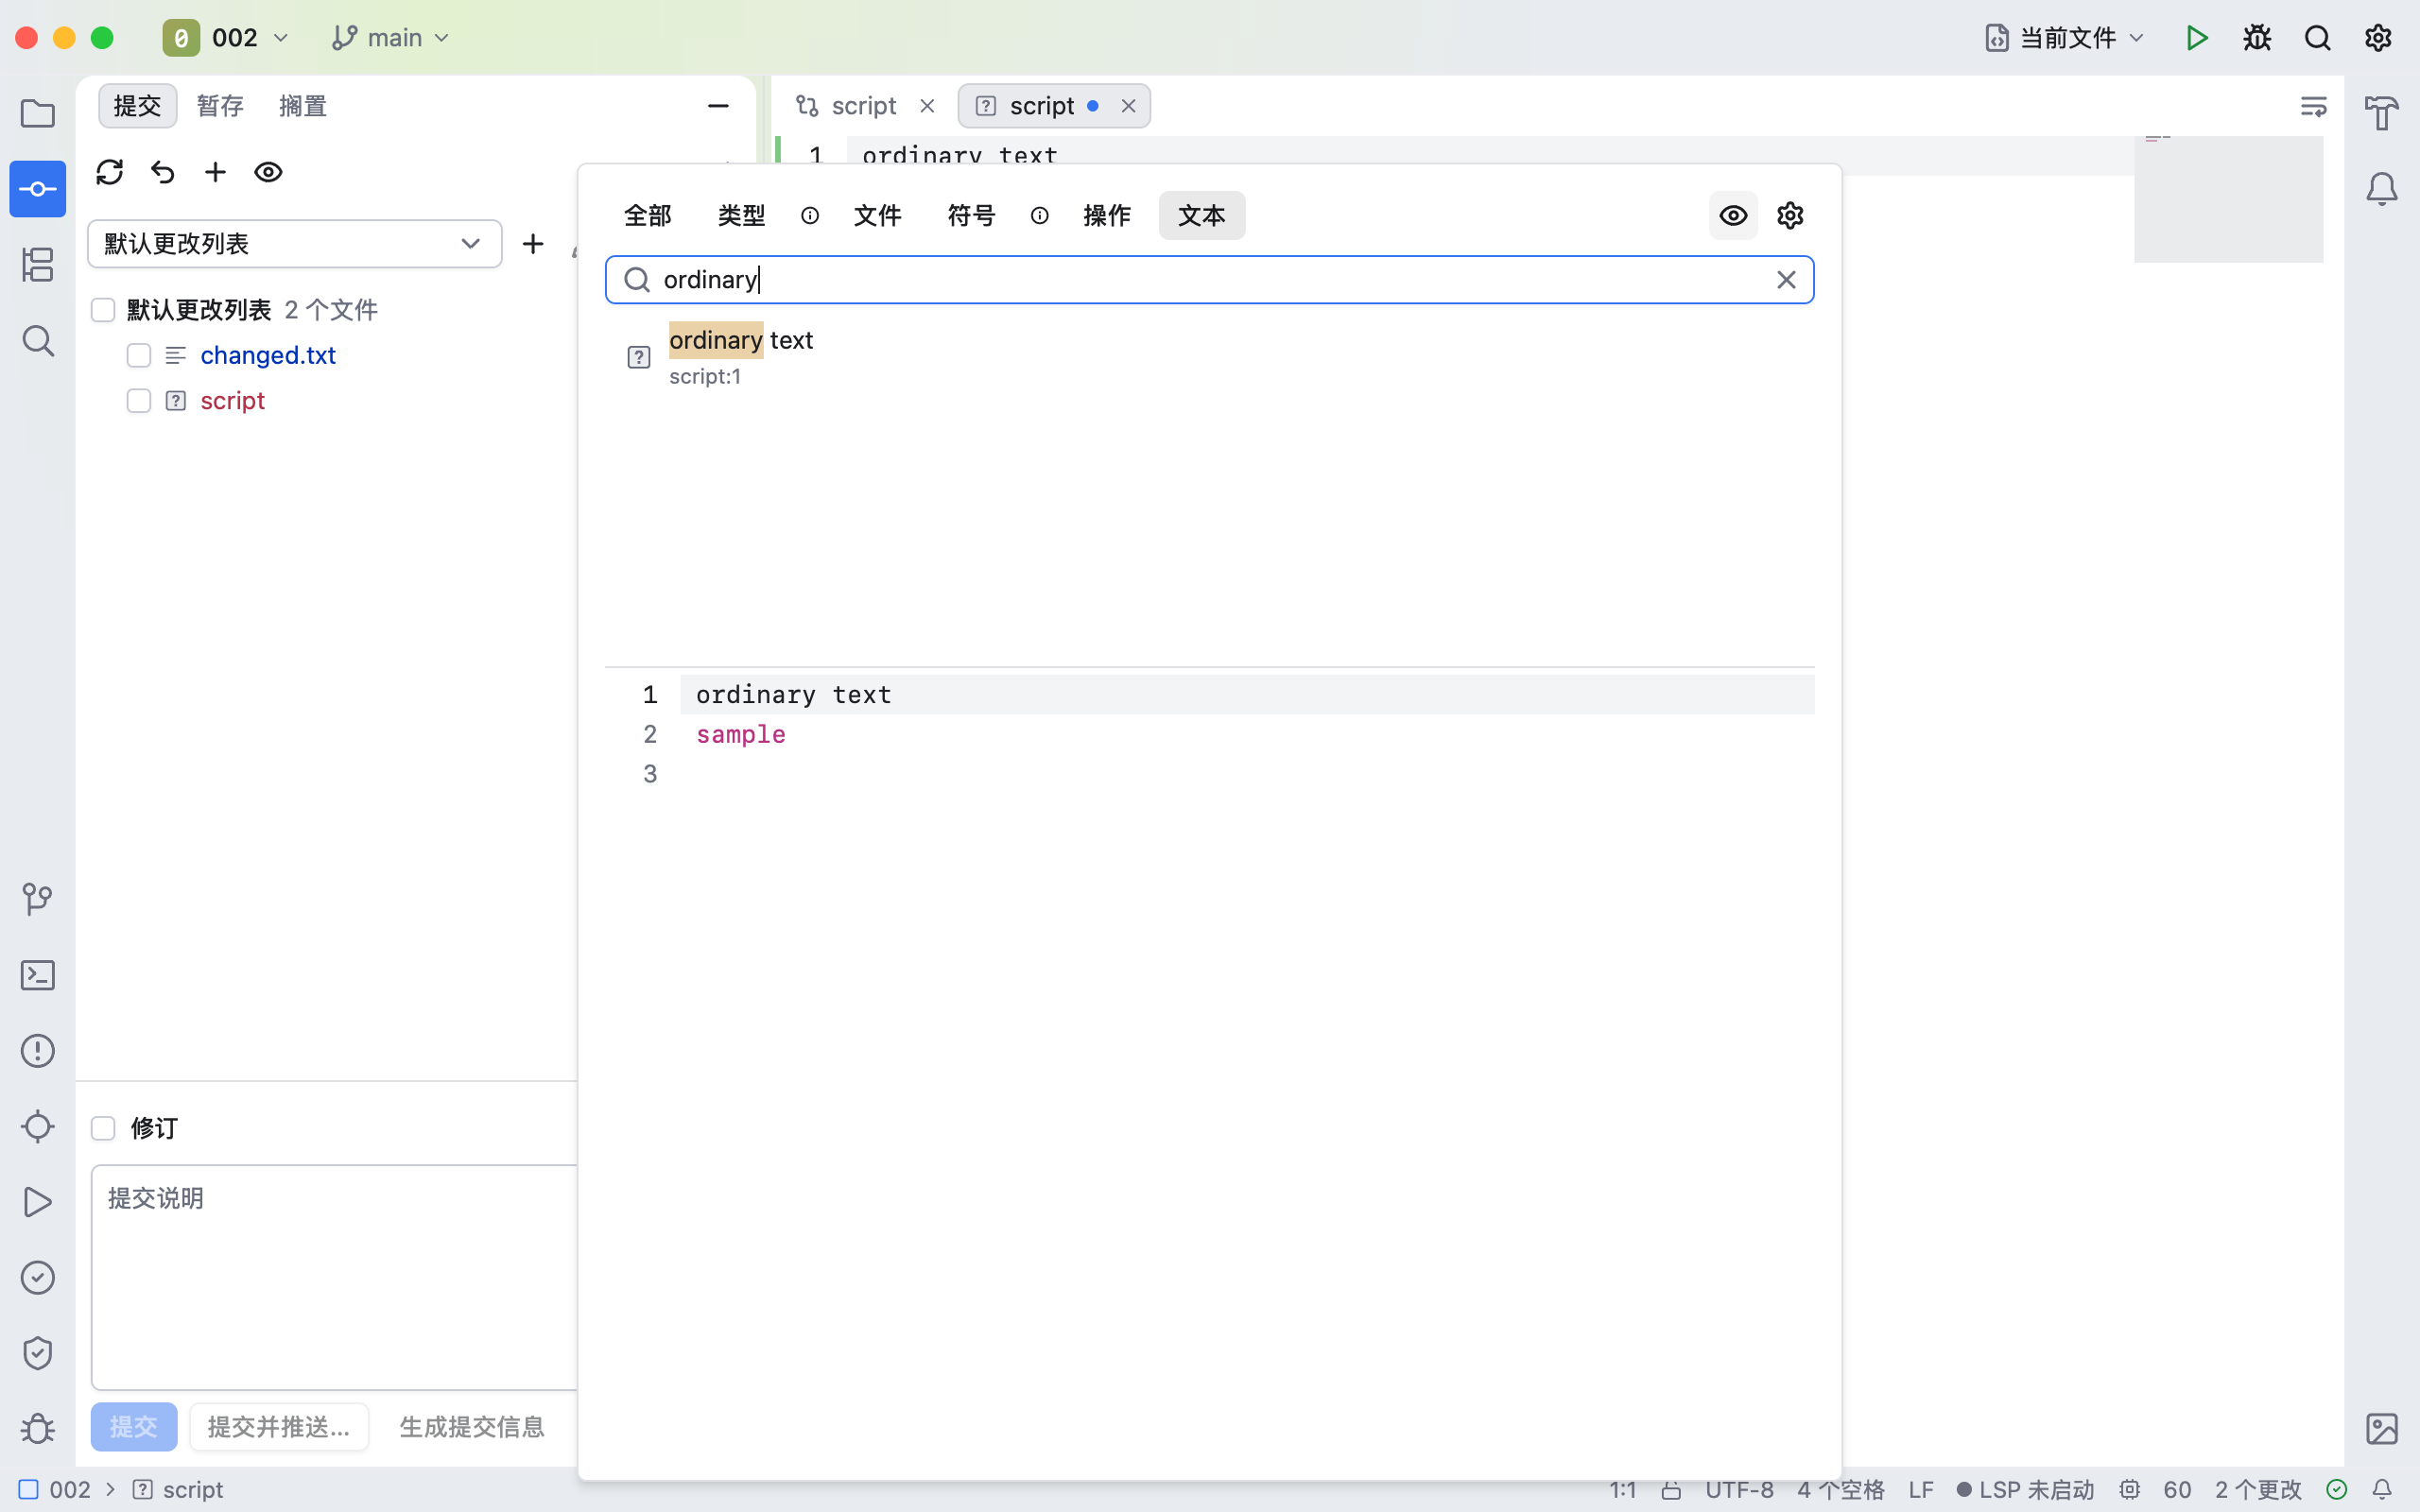 0 002 main 当前文件
提交 暂存 搁置
script script
1 ordinary text
默认更改列表
默认更改列表 2 个文件
changed.txt
script
全部 类型 文件 符号 操作 文本
ordinary
ordinary text
script:1
1 ordinary text
2 sample
3
修订
提交说明
提交 提交并推送... 生成提交信息
002 > script 1:1 UTF-8 4 个空格 LF LSP 未启动 60 2 个更改